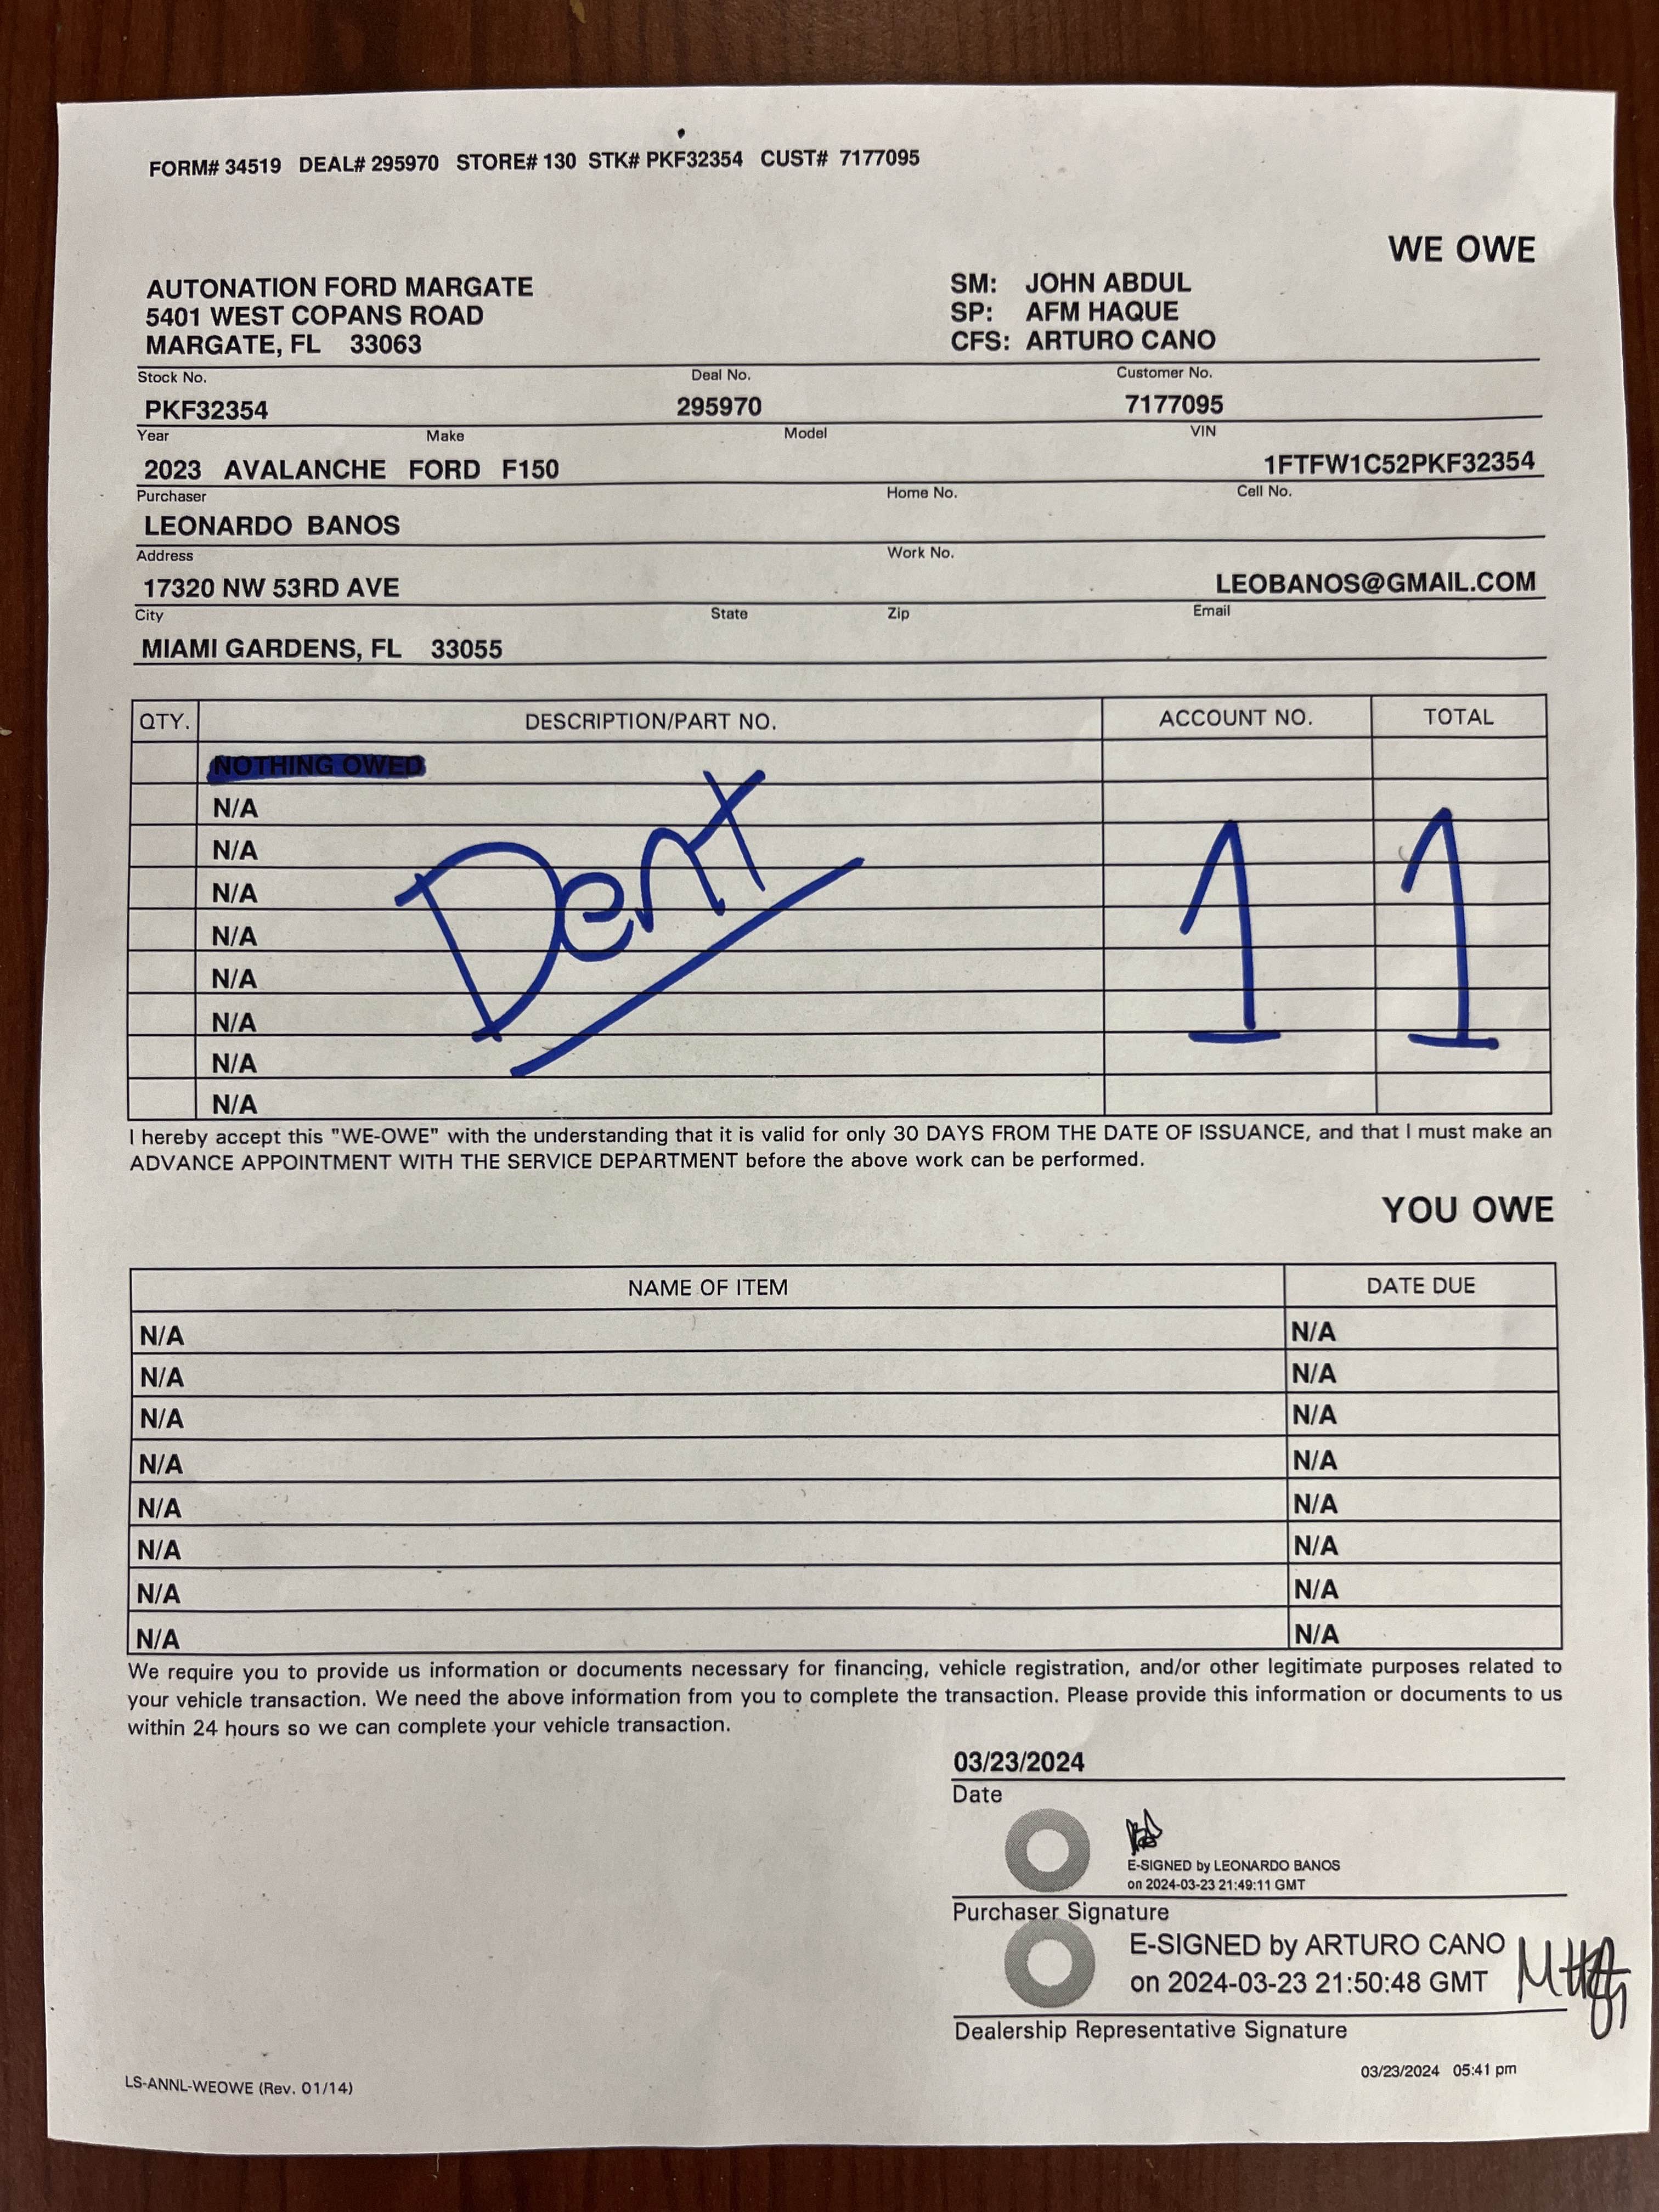 FORM# 34519 DEAL# 295970 STORE# 130 STK# PKF32354 CUST# 7177095
WE OWE
AUTONATION FORD MARGATE
5401 WEST COPANS ROAD
MARGATE, FL 33063
SM: JOHN ABDUL
SP: AFM HAQUE
CFS: ARTURO CANO
Stock No. Deal No. Customer No.
PKF32354 295970 7177095
Year Make Model VIN
2023 AVALANCHE FORD F150 1FTFW1C52PKF32354
Purchaser Home No. Cell No.
LEONARDO BANOS
Address Work No.
17320 NW 53RD AVE LEOBANOS@GMAIL.COM
City State Zip Email
MIAMI GARDENS, FL 33055
QTY. DESCRIPTION/PART NO. ACCOUNT NO. TOTAL
NOTHING OWED
N/A
N/A
N/A
N/A
N/A
N/A
N/A
N/A
Dent 1 1
I hereby accept this "WE-OWE" with the understanding that it is valid for only 30 DAYS FROM THE DATE OF ISSUANCE, and that I must make an
ADVANCE APPOINTMENT WITH THE SERVICE DEPARTMENT before the above work can be performed.
YOU OWE
NAME OF ITEM DATE DUE
N/A N/A
N/A N/A
N/A N/A
N/A N/A
N/A N/A
N/A N/A
N/A N/A
N/A N/A
We require you to provide us information or documents necessary for financing, vehicle registration, and/or other legitimate purposes related to
your vehicle transaction. We need the above information from you to complete the transaction. Please provide this information or documents to us
within 24 hours so we can complete your vehicle transaction.
03/23/2024
Date
E-SIGNED by LEONARDO BANOS
on 2024-03-23 21:49:11 GMT
Purchaser Signature
E-SIGNED by ARTURO CANO
on 2024-03-23 21:50:48 GMT
Dealership Representative Signature
03/23/2024 05:41 pm
LS-ANNL-WEOWE (Rev. 01/14)